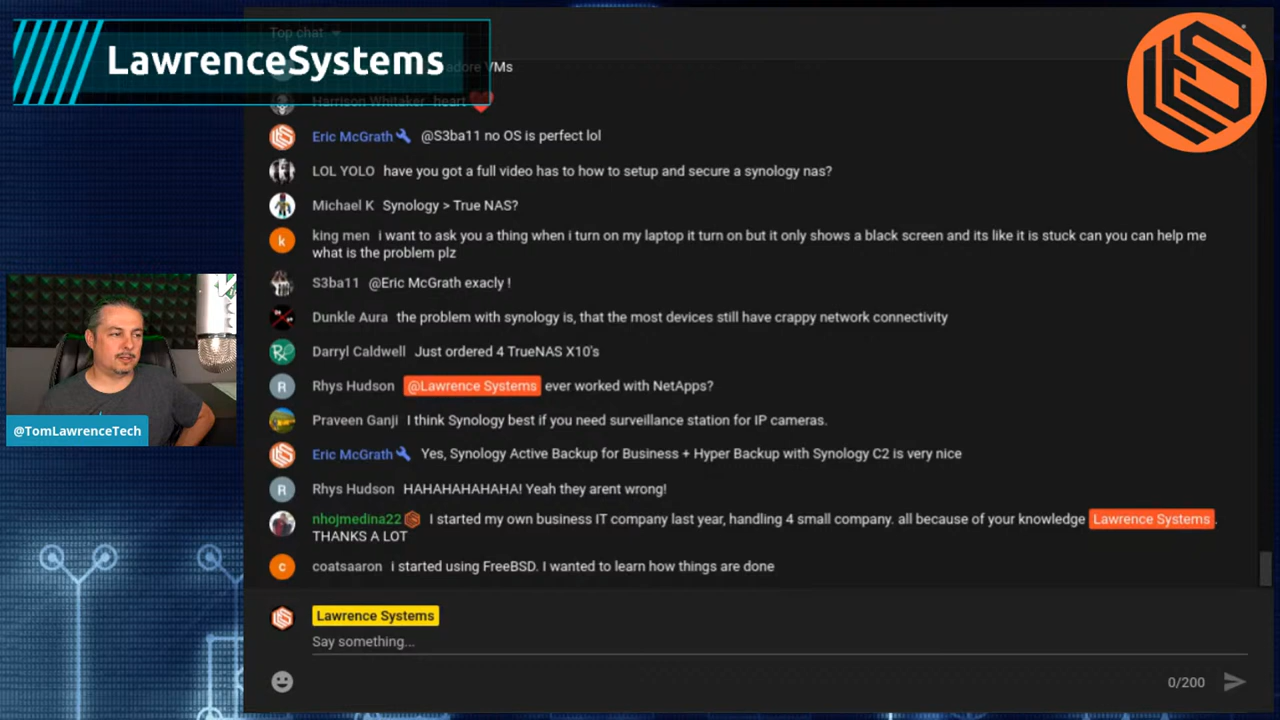 LawrenceSystems
Top chat
adore VMs
Harrison Whitaker heart
Eric McGrath @S3ba11 no OS is perfect lol
LOL YOLO have you got a full video has to how to setup and secure a synology nas?
Michael K Synology > True NAS?
king men i want to ask you a thing when i turn on my laptop it turn on but it only shows a black screen and its like it is stuck can you can help me
what is the problem plz
S3ba11 @Eric McGrath exacly !
Dunkle Aura the problem with synology is, that the most devices still have crappy network connectivity
Darryl Caldwell Just ordered 4 TrueNAS X10's
Rhys Hudson @Lawrence Systems ever worked with NetApps?
Praveen Ganji I think Synology best if you need surveillance station for IP cameras.
@TomLawrenceTech
Eric McGrath Yes, Synology Active Backup for Business + Hyper Backup with Synology C2 is very nice
Rhys Hudson HAHAHAHAHAHA! Yeah they arent wrong!
nhojmedina22 I started my own business IT company last year, handling 4 small company. all because of your knowledge Lawrence Systems .
THANKS A LOT
coatsaaron i started using FreeBSD. I wanted to learn how things are done
Lawrence Systems
Say something...
0/200